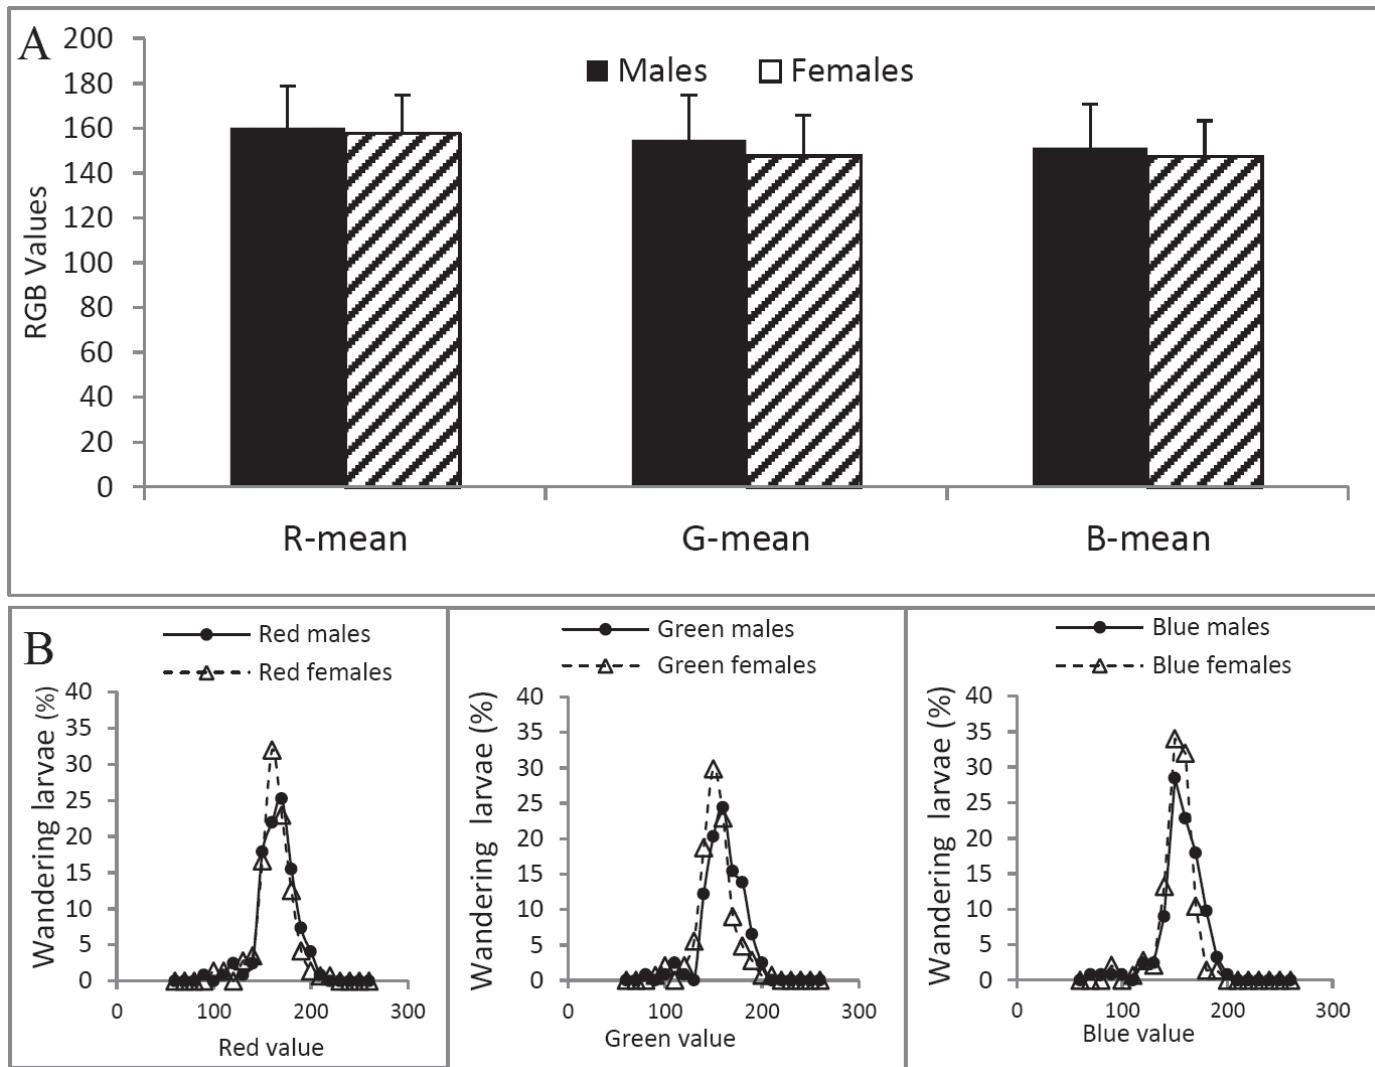 A
200
180
160
140
120
100
80
60
40
20
0
RGB Values
Males Females
R-mean G-mean B-mean
B
Red males
Red females
Wandering larvae (%)
40
35
30
25
20
15
10
5
0
0 100 200 300
Red value
Green males
Green females
Wandering larvae (%)
40
35
30
25
20
15
10
5
0
0 100 200 300
Green value
Blue males
Blue females
Wandering larvae (%)
40
35
30
25
20
15
10
5
0
0 100 200 300
Blue value